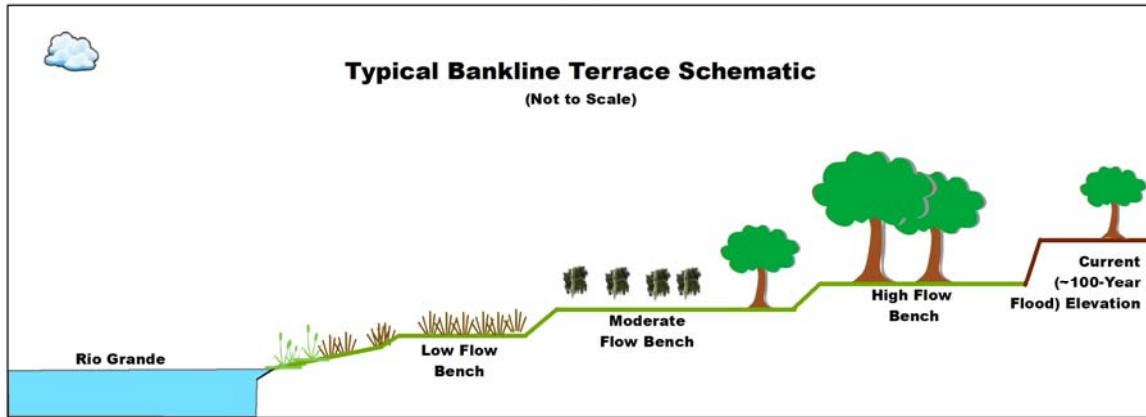 Typical Bankline Terrace Schematic
(Not to Scale)
Rio Grande
Low Flow
Bench
Moderate
Flow Bench
High Flow
Bench
Current
(~100-Year
Flood) Elevation